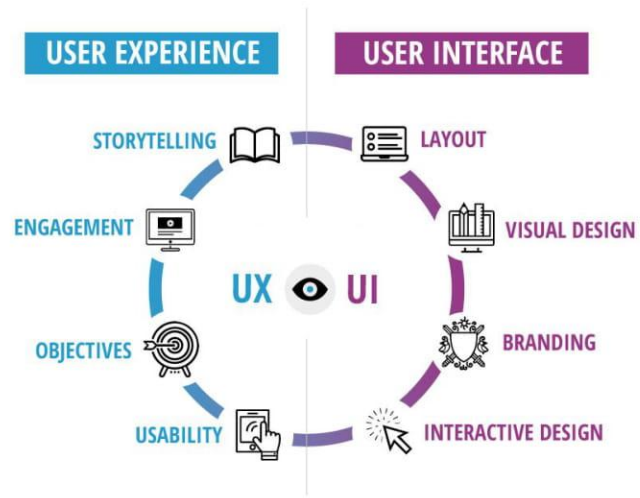 USER EXPERIENCE
USER INTERFACE
STORYTELLING
LAYOUT
ENGAGEMENT
VISUAL DESIGN
UX UI
OBJECTIVES
BRANDING
USABILITY
INTERACTIVE DESIGN